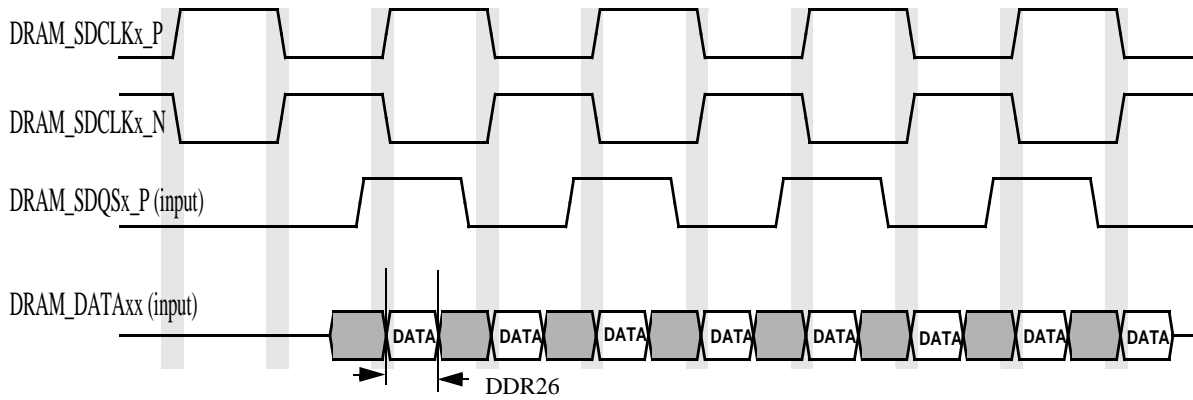 DRAM_SDCLKx_P
DRAM_SDCLKx_N
DRAM_SDQSx_P (input)
DRAM_DATAxx (input)
DATA DATA DATA DATA DATA DATA DATA DATA
DDR26